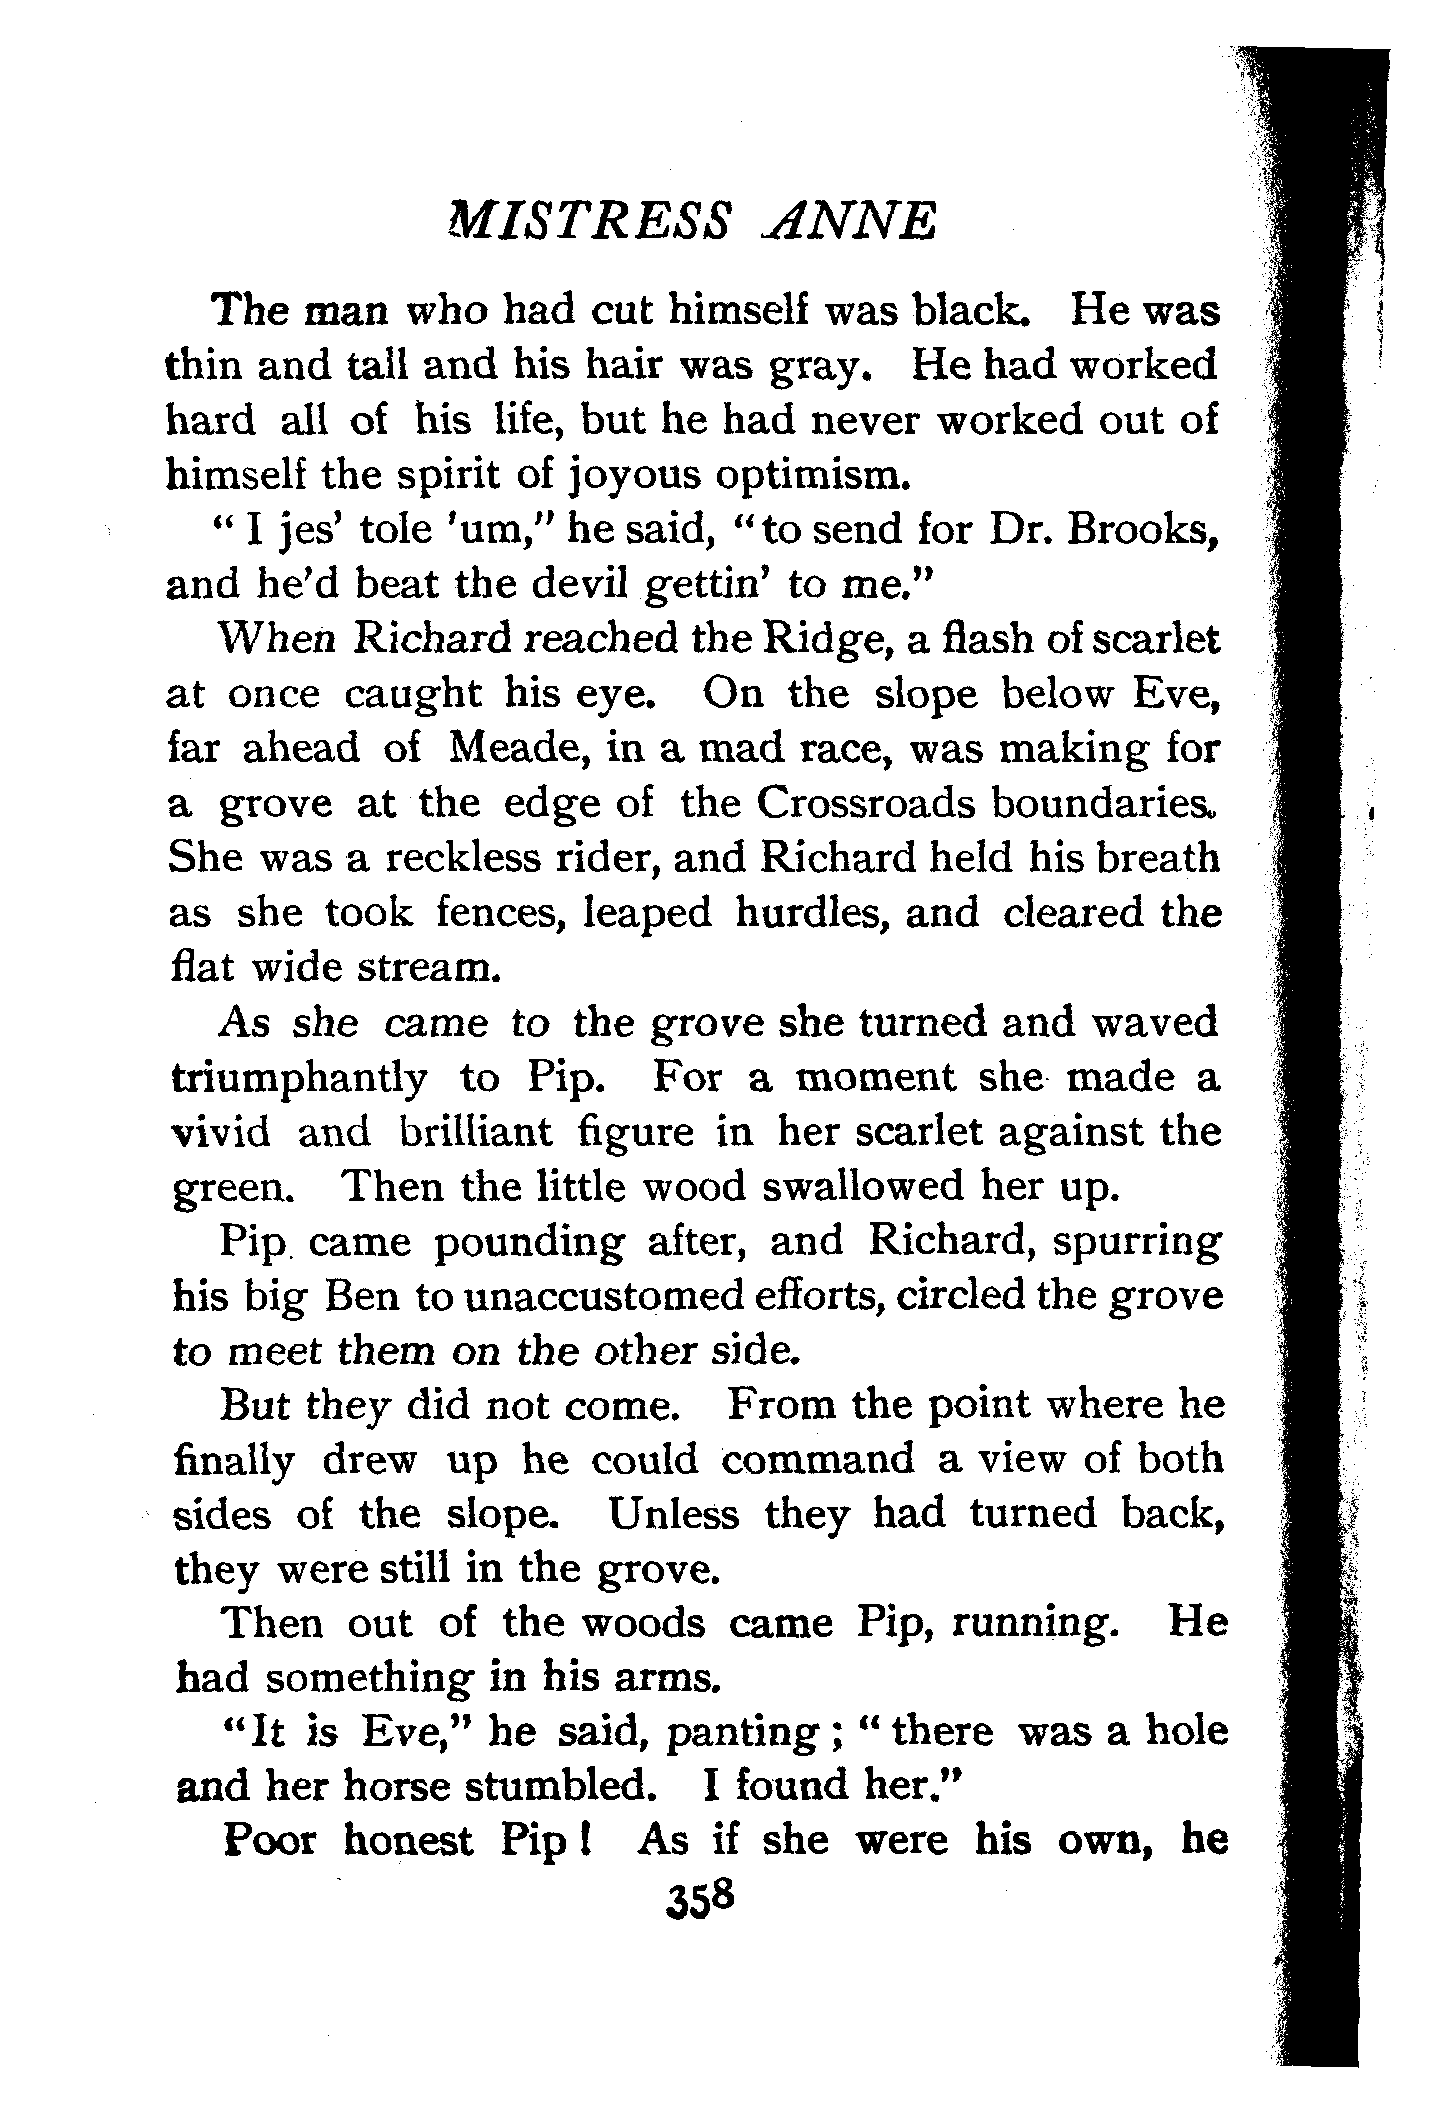 MISTRESS ANNE
The man who had cut himself was black. He was
thin and tall and his hair was gray. He had worked
hard all of his life, but he had never worked out of
himself the spirit of joyous optimism.
" I jes' tole 'um," he said, "to send for Dr. Brooks,
and he'd beat the devil gettin' to me."
When Richard reached the Ridge, a flash of scarlet
at once caught his eye. On the slope below Eve,
far ahead of Meade, in a mad race, was making for
a grove at the edge of the Crossroads boundaries.
She was a reckless rider, and Richard held his breath
as she took fences, leaped hurdles, and cleared the
flat wide stream.
As she came to the grove she turned and waved
triumphantly to Pip. For a moment she made a
vivid and brilliant figure in her scarlet against the
green. Then the little wood swallowed her up.
Pip came pounding after, and Richard, spurring
his big Ben to unaccustomed efforts, circled the grove
to meet them on the other side.
But they did not come. From the point where he
finally drew up he could command a view of both
sides of the slope. Unless they had turned back,
they were still in the grove.
Then out of the woods came Pip, running. He
had something in his arms.
"It is Eve," he said, panting ; " there was a hole
and her horse stumbled. I found her."
Poor honest Pip ! As if she were his own, he
358